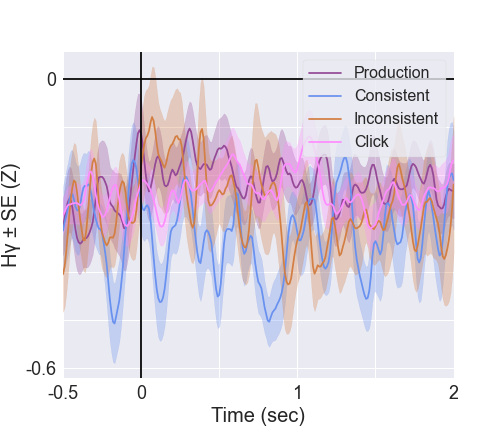 Production
Consistent
Inconsistent
Click
0
-0.6
Hγ ± SE (Z)
-0.5 0 1 2
Time (sec)